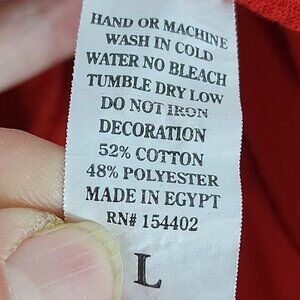 HAND OR MACHINE
WASH IN COLD
WATER NO BLEACH
TUMBLE DRY LOW
DO NOT IRON
DECORATION
52% COTTON
48% POLYESTER
MADE IN EGYPT
RN# 154402
L